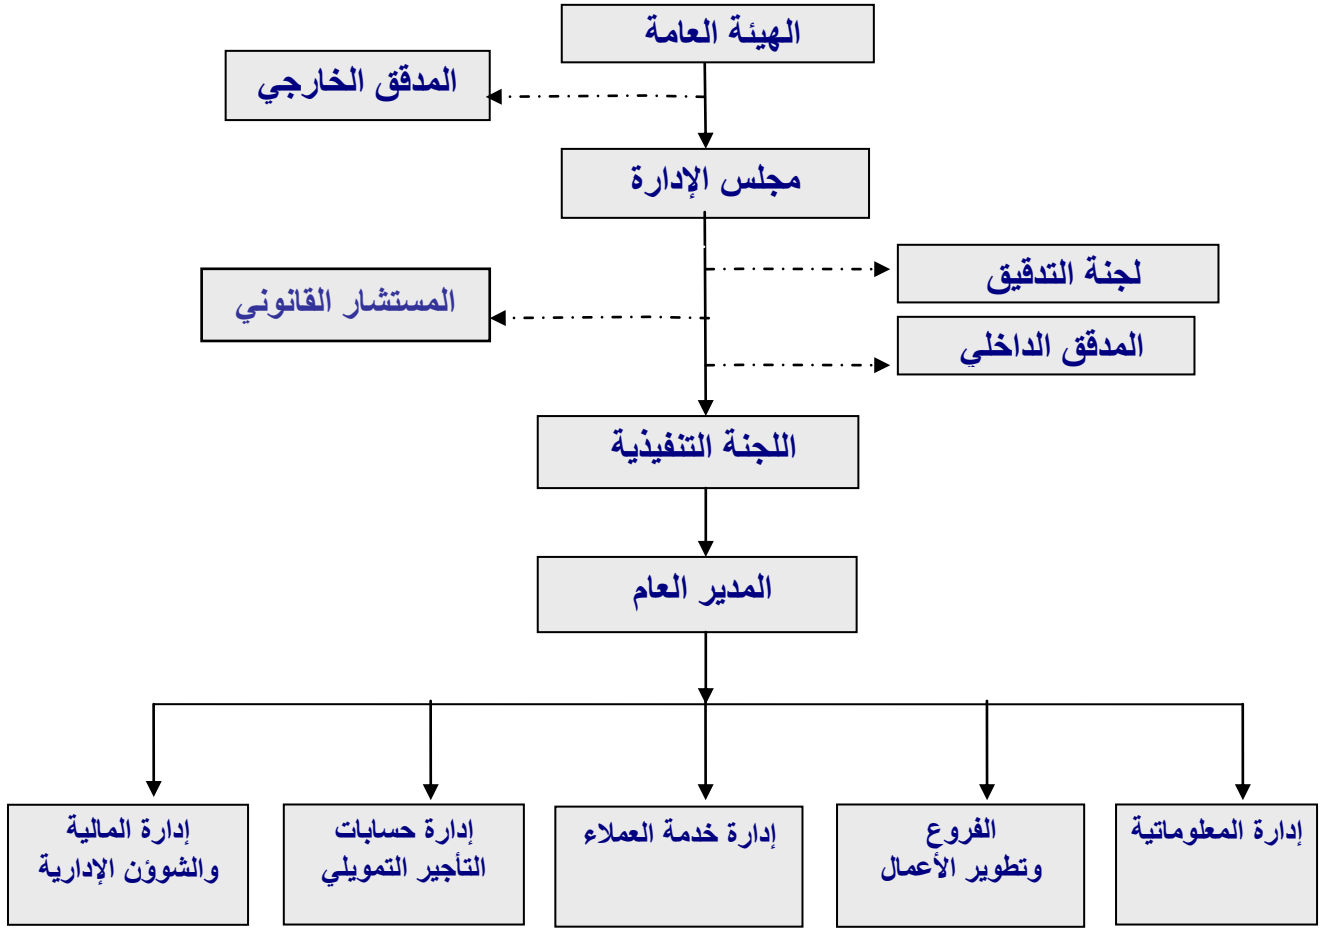 الهيئة العامة
المدقق الخارجي
مجلس الإدارة
لجنة التدقيق
المستشار القانوني
المدقق الداخلي
اللجنة التنفيذية
المدير العام
إدارة المعلوماتية
الفروع
وتطوير الأعمال
إدارة خدمة العملاء
إدارة حسابات
التأجير التمويلي
إدارة المالية
والشوؤن الإدارية